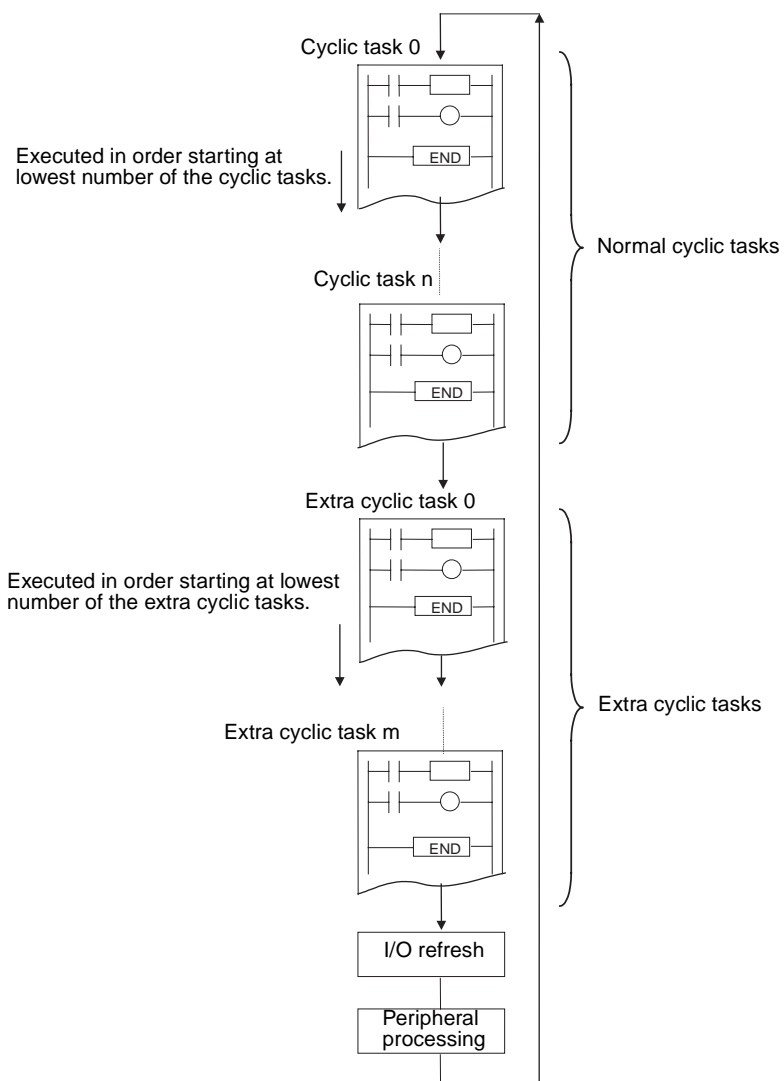 Cyclic task 0
END
Executed in order starting at
lowest number of the cyclic tasks.
Normal cyclic tasks
Cyclic task n
END
Extra cyclic task 0
Executed in order starting at lowest
number of the extra cyclic tasks.
END
Extra cyclic tasks
Extra cyclic task m
END
I/O refresh
Peripheral
processing